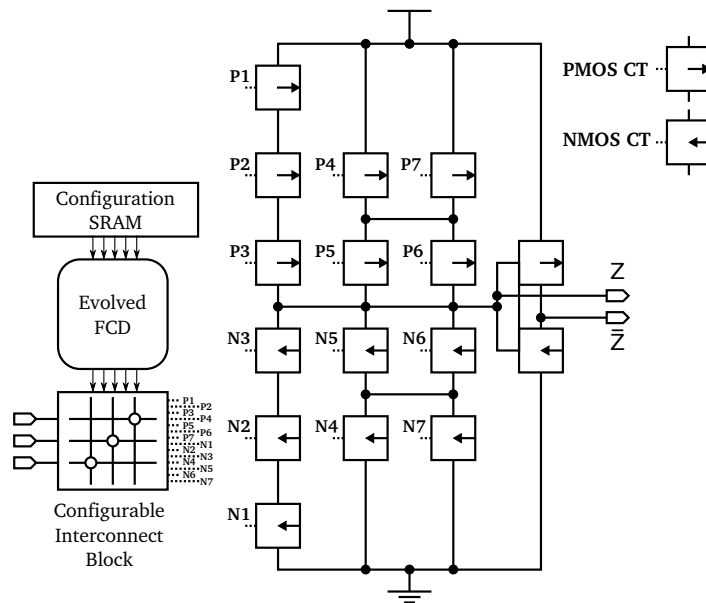 P1
PMOS CT
NMOS CT
P2
P4
P7
Configuration
SRAM
P3
P5
P6
Z
Z̄
Evolved
FCD
N3
N5
N6
N2
N4
N7
N1
P1
P2
P3
P4
P5
P6
P7
N1
N2
N3
N4
N5
N6
N7
Configurable
Interconnect
Block